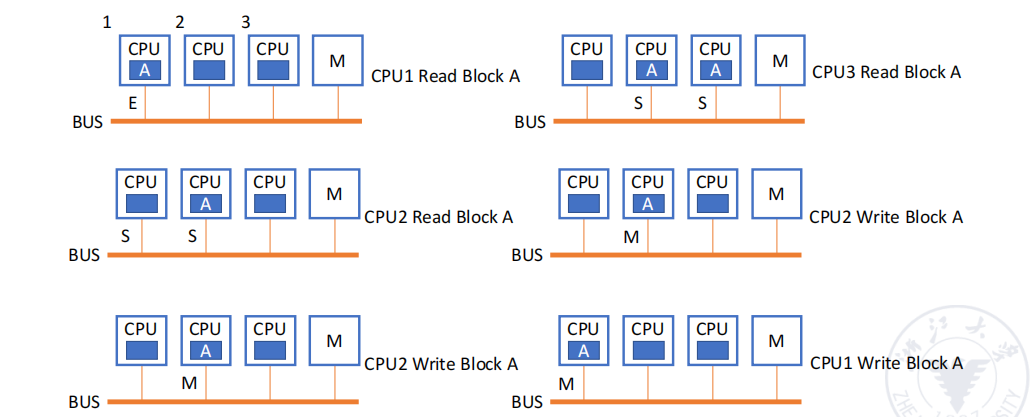 1 2 3
CPU CPU CPU M
A
CPU1 Read Block A
E
BUS
CPU CPU CPU M
A
CPU2 Read Block A
S S
BUS
CPU CPU CPU M
A
CPU2 Write Block A
M
BUS
CPU CPU CPU M
A A
CPU3 Read Block A
S S
BUS
CPU CPU CPU M
A
CPU2 Write Block A
M
BUS
CPU CPU CPU M
A
CPU1 Write Block A
M
BUS